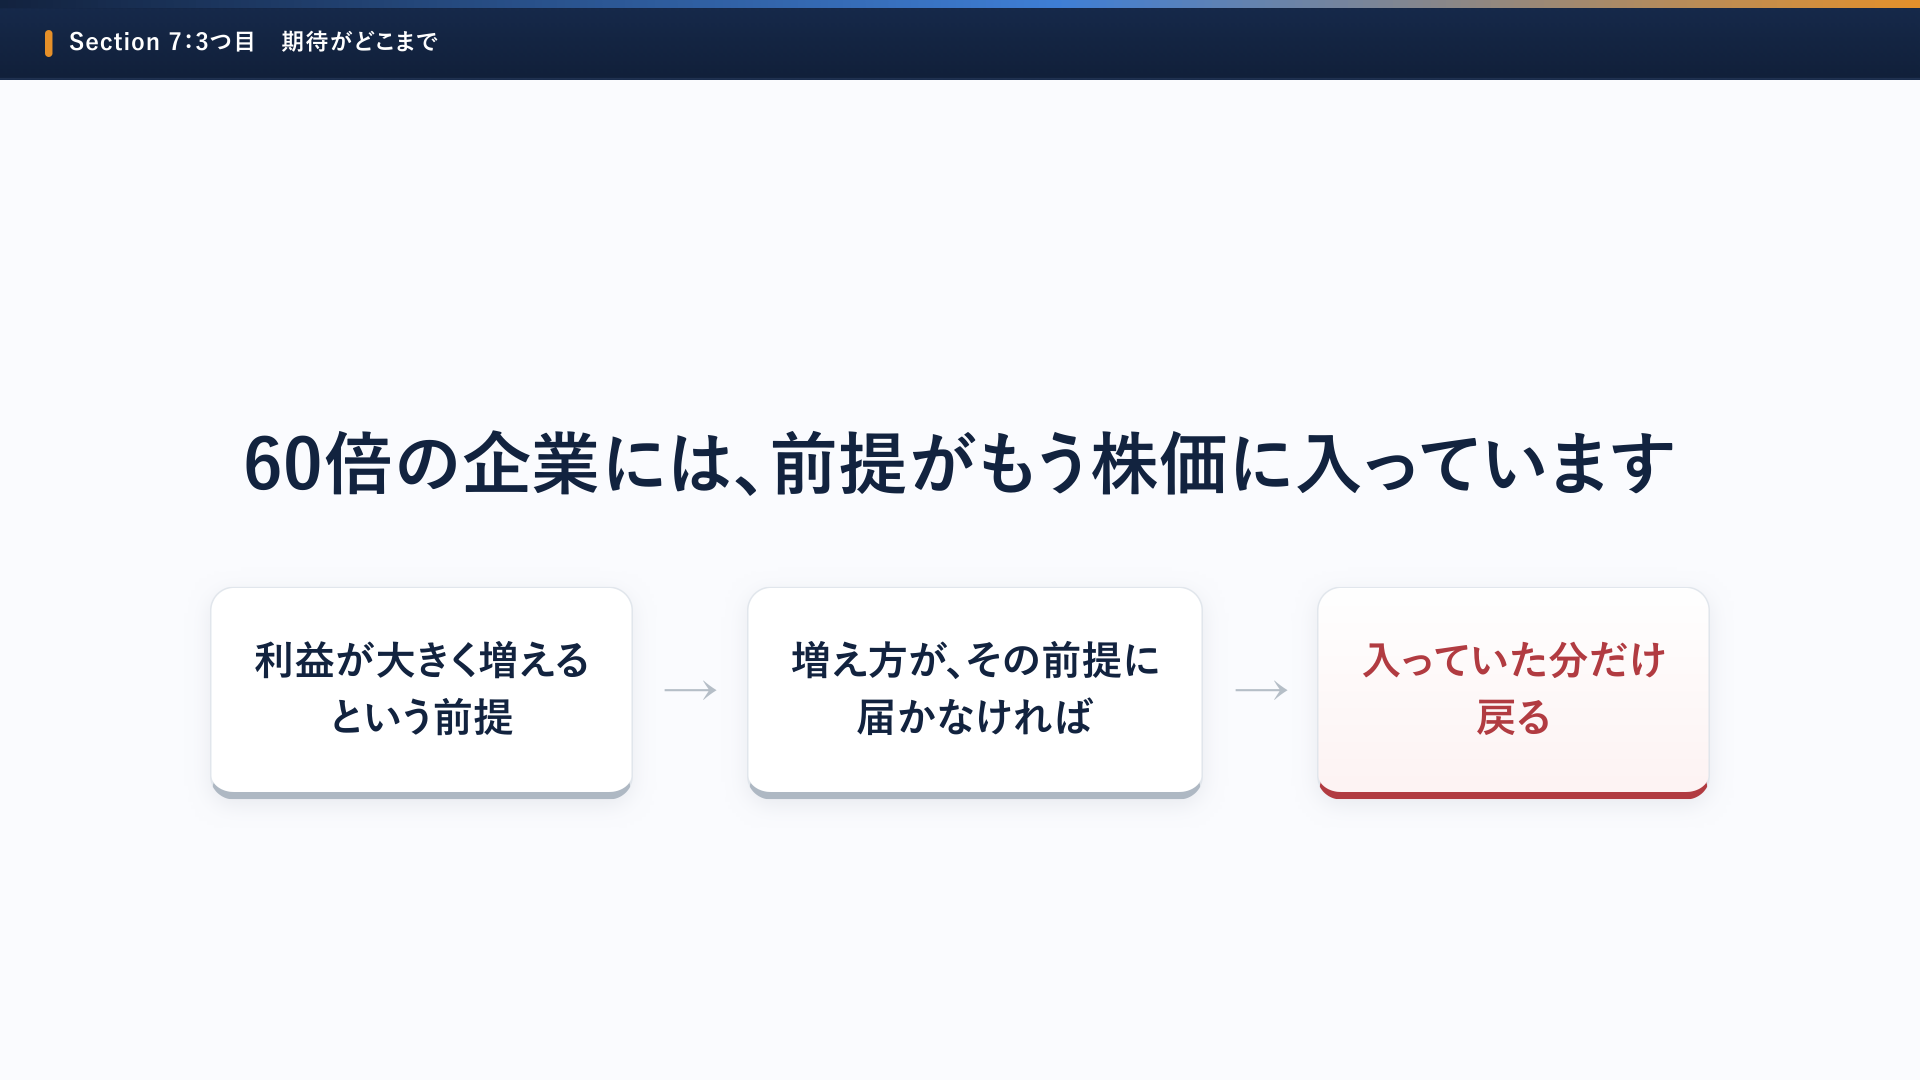 Section 7：3つ目　期待がどこまで
60倍の企業には、前提がもう株価に入っています
利益が大きく増える
という前提
→
増え方が、その前提に
届かなければ
→
入っていた分だけ
戻る